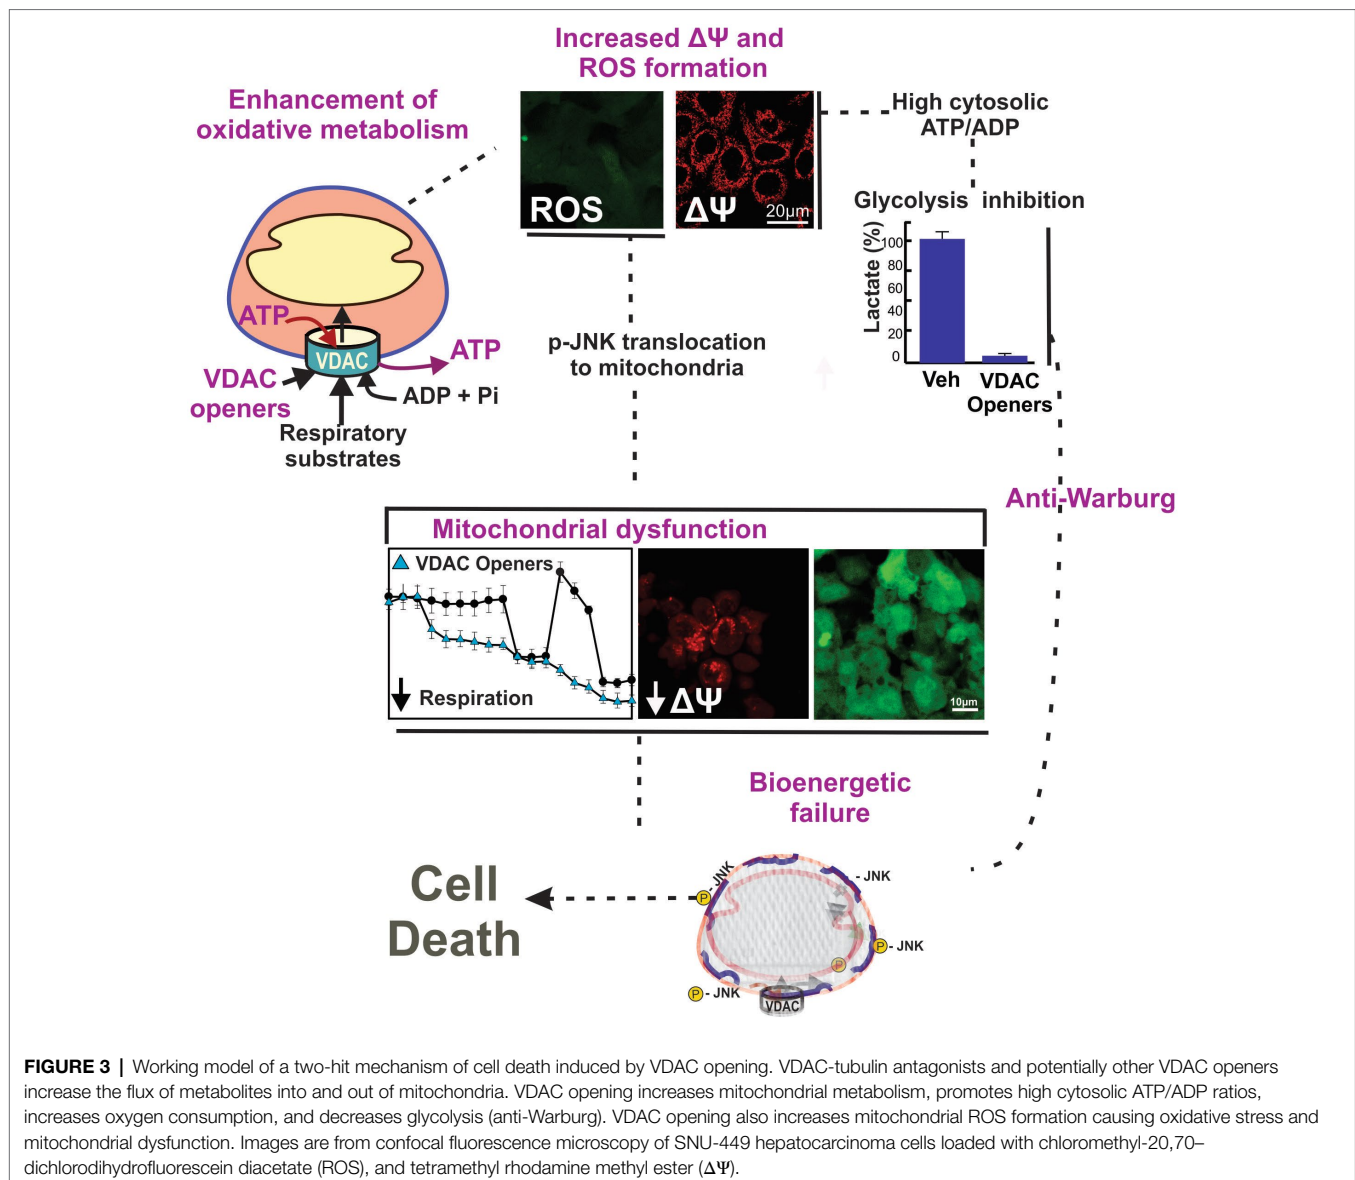 Increased ΔΨ and
ROS formation
Enhancement of
oxidative metabolism
ROS
ΔΨ
20µm
High cytosolic
ATP/ADP
Glycolysis inhibition
Lactate (%)
100
80
60
40
20
0
Veh
VDAC
Openers
ATP
VDAC
ATP
VDAC
openers
ADP + Pi
Respiratory
substrates
p-JNK translocation
to mitochondria
Anti-Warburg
Mitochondrial dysfunction
VDAC Openers
Respiration
ΔΨ
10µm
Bioenergetic
failure
Cell
Death
P - JNK
- JNK
P - JNK
P
P - JNK
VDAC
FIGURE 3 | Working model of a two-hit mechanism of cell death induced by VDAC opening. VDAC-tubulin antagonists and potentially other VDAC openers
increase the flux of metabolites into and out of mitochondria. VDAC opening increases mitochondrial metabolism, promotes high cytosolic ATP/ADP ratios,
increases oxygen consumption, and decreases glycolysis (anti-Warburg). VDAC opening also increases mitochondrial ROS formation causing oxidative stress and
mitochondrial dysfunction. Images are from confocal fluorescence microscopy of SNU-449 hepatocarcinoma cells loaded with chloromethyl-20,70–
dichlorodihydrofluorescein diacetate (ROS), and tetramethyl rhodamine methyl ester (ΔΨ).